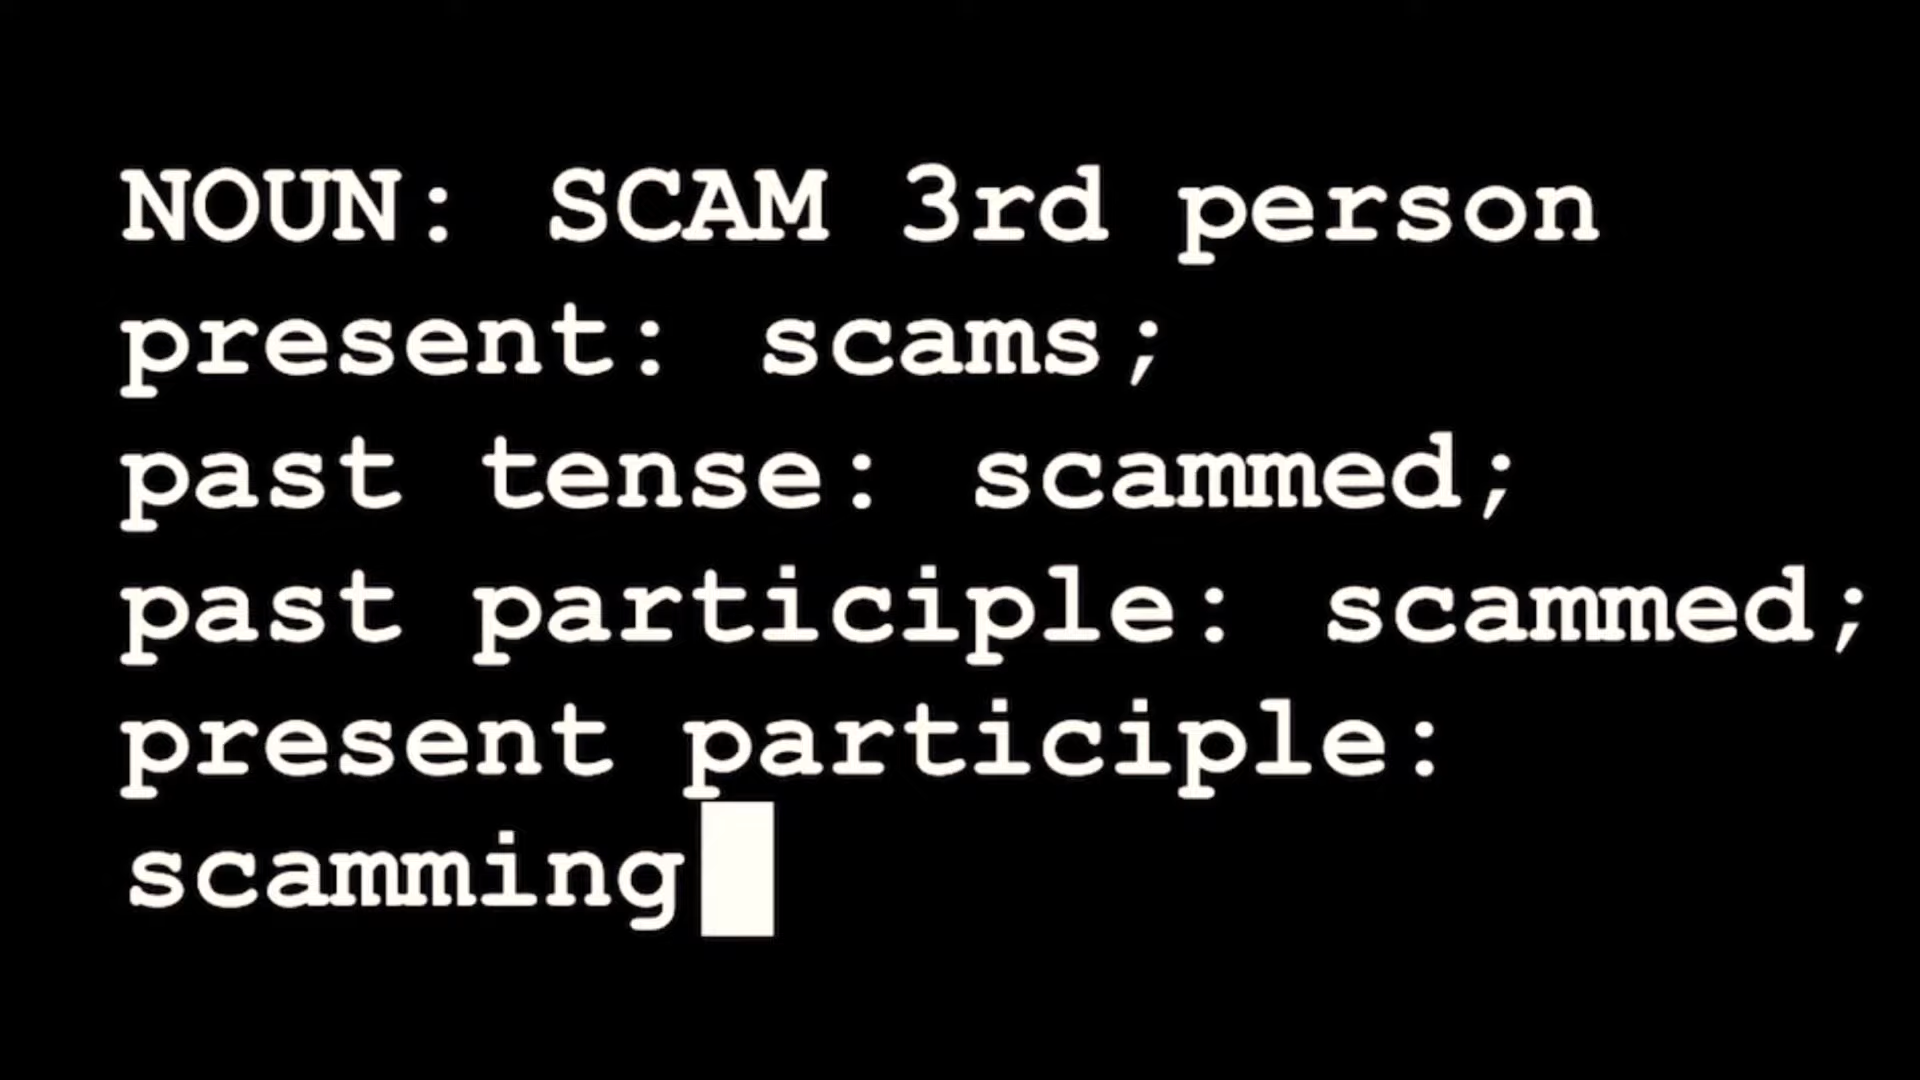 NOUN: SCAM 3rd person
present: scams;
past tense: scammed;
past participle: scammed;
present participle:
scamming